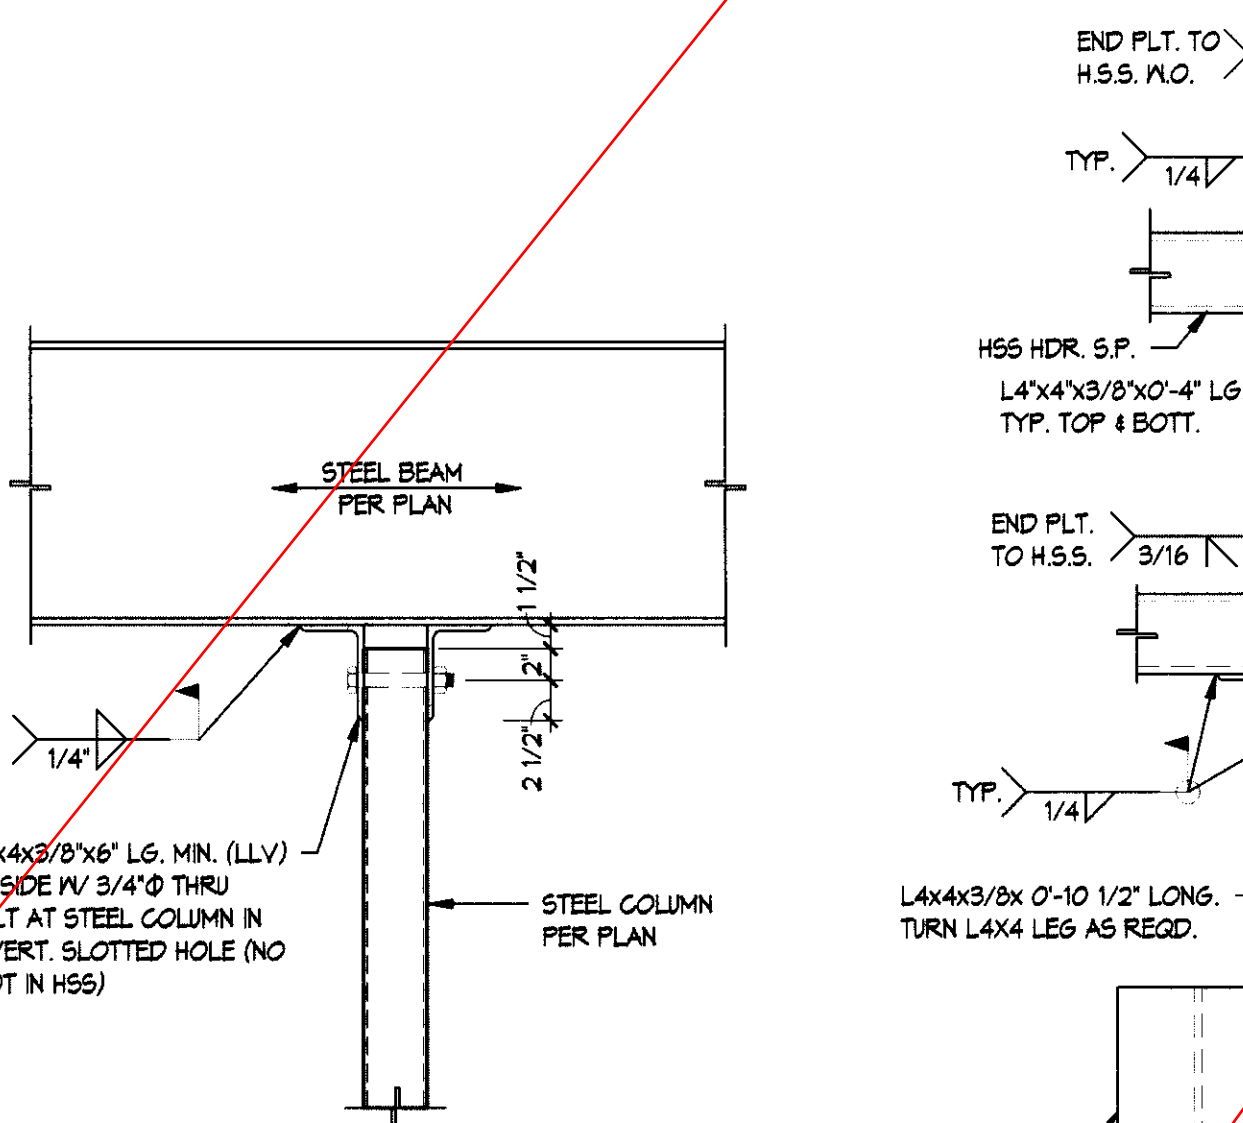 END PLT. TO
H.S.S. W.O.
TYP.
1/4
HSS HDR. S.P.
L4"x4"x3/8"x0'-4" LG
TYP. TOP & BOTT.
STEEL BEAM
PER PLAN
END PLT.
TO H.S.S.
3/16
1 1/2"
2"
2 1/2"
1/4"
TYP.
1/4
x4x3/8"x6" LG. MIN. (LLV)
SIDE W/ 3/4"Φ THRU
LT AT STEEL COLUMN IN
VERT. SLOTTED HOLE (NO
OT IN HSS)
STEEL COLUMN
PER PLAN
L4x4x3/8x 0'-10 1/2" LONG.
TURN L4X4 LEG AS REQD.